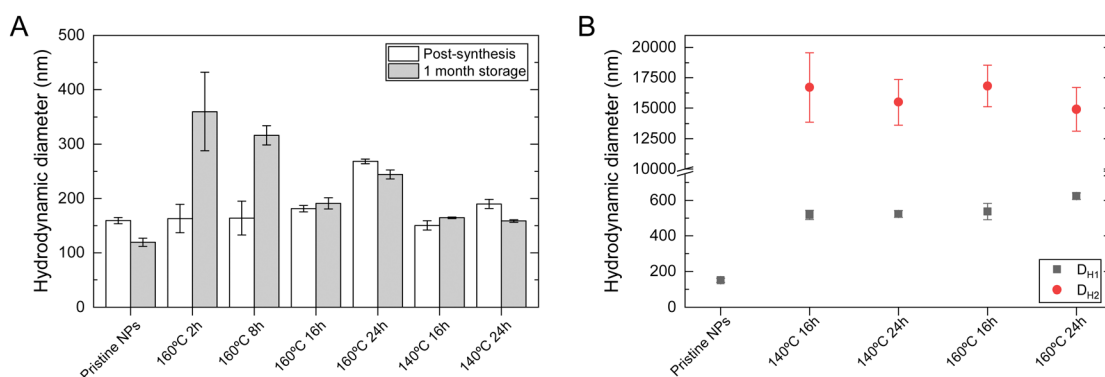 A
Hydrodynamic diameter (nm)
500
400
300
200
100
0
Post-synthesis
1 month storage
Pristine NPs
160ºC 2h
160ºC 8h
160ºC 16h
160ºC 24h
140ºC 16h
140ºC 24h
B
Hydrodynamic diameter (nm)
20000
17500
15000
12500
10000
600
400
200
0
D_H1
D_H2
Pristine NPs
140ºC 16h
140ºC 24h
160ºC 16h
160ºC 24h